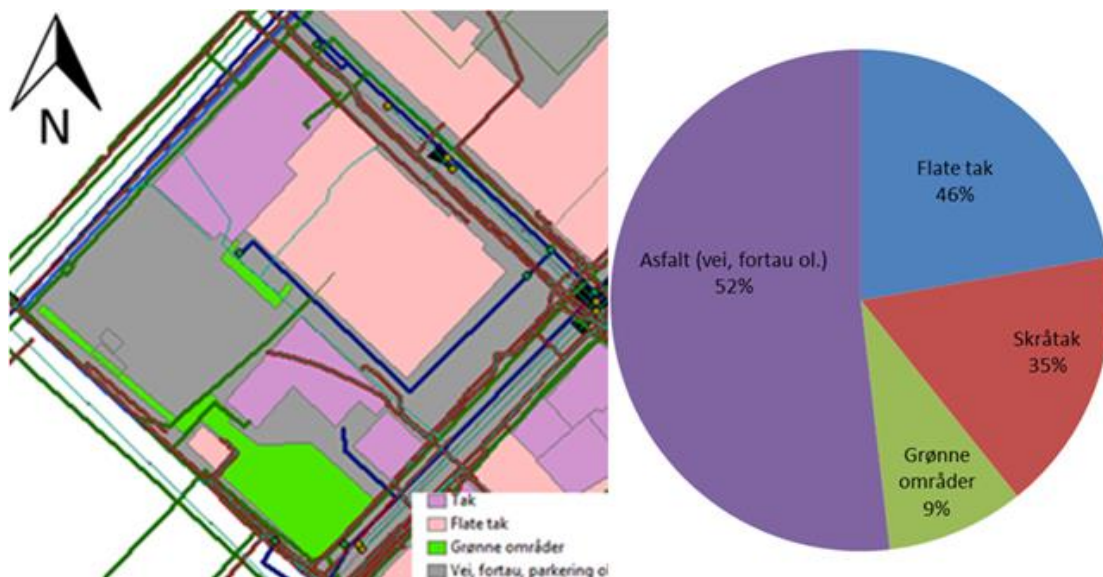 N
Tak
Flate tak
Grønne områder
Vei, fortau, parkering ol
Flate tak
46%
Skråtak
35%
Grønne
områder
9%
Asfalt (vei, fortau ol.)
52%